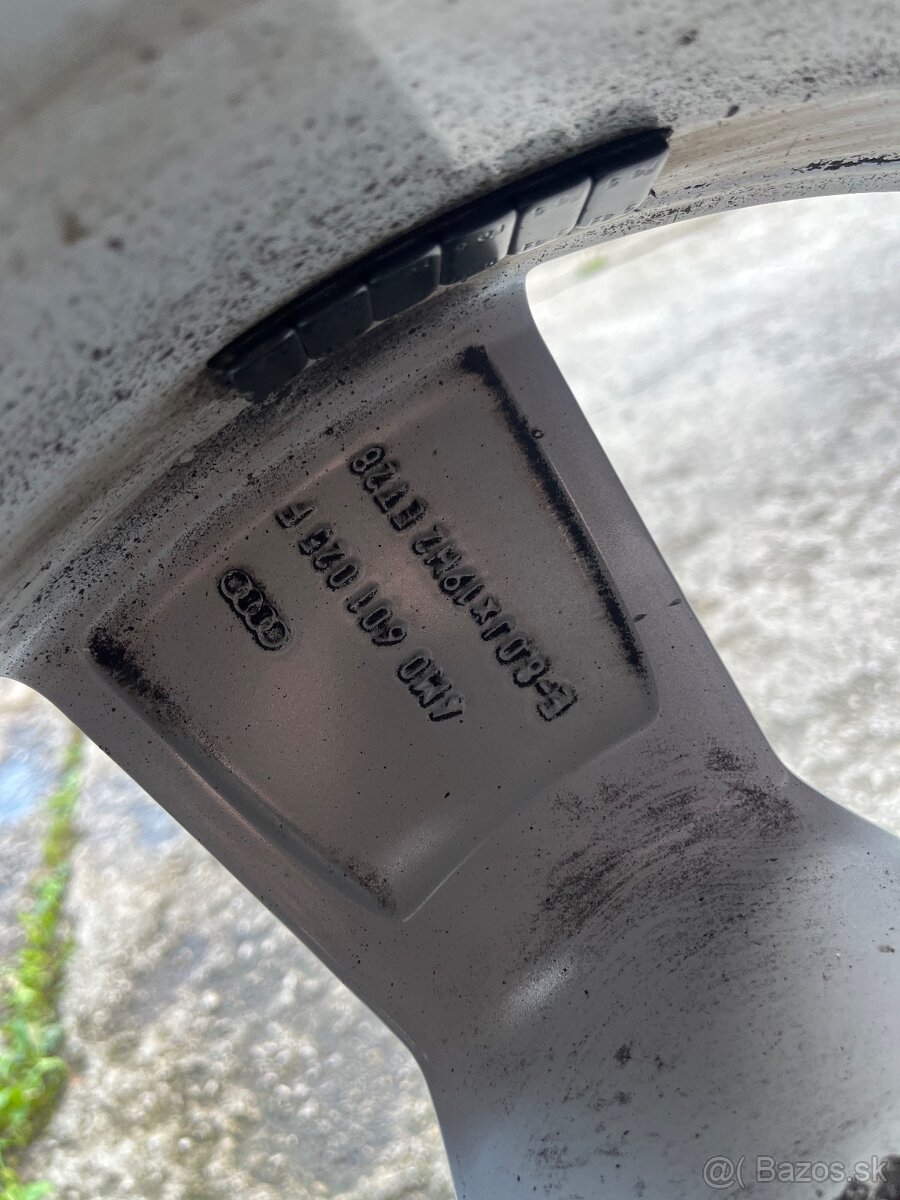 4M0 601 025 F
E-8.0Jx19H2 ET28
@( Bazos.sk